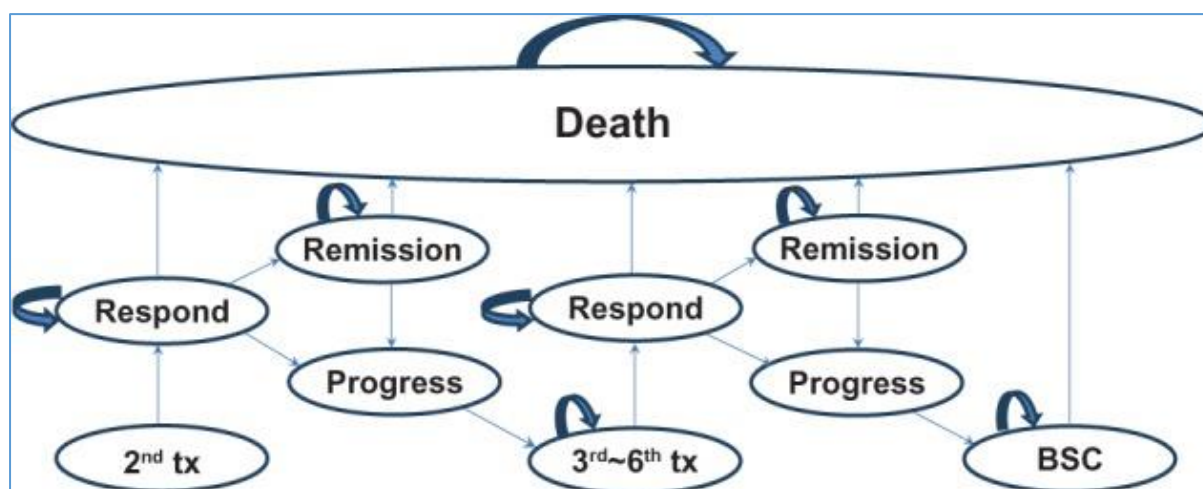 Death
Remission
Remission
Respond
Respond
Progress
Progress
2nd tx
3rd~6th tx
BSC